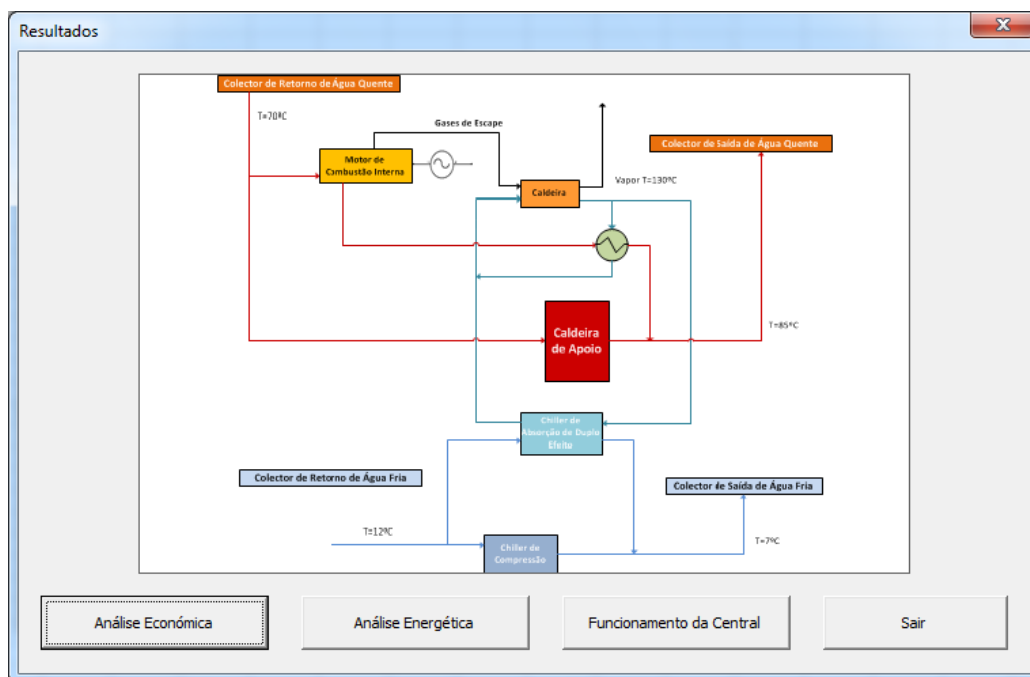 Resultados
Colector de Retorno de Água Quente
T=70ºC
Gases de Escape
Colector de Saída de Água Quente
Motor de
Combustão Interna
Vapor T=130ºC
Caldeira
Caldeira
de Apoio
T=85ºC
Chiller de
Absorção de Duplo
Efeito
Colector de Retorno de Água Fria
Colector de Saída de Água Fria
T=12ºC
T=7ºC
Chiller de
Compressão
Análise Económica
Análise Energética
Funcionamento da Central
Sair